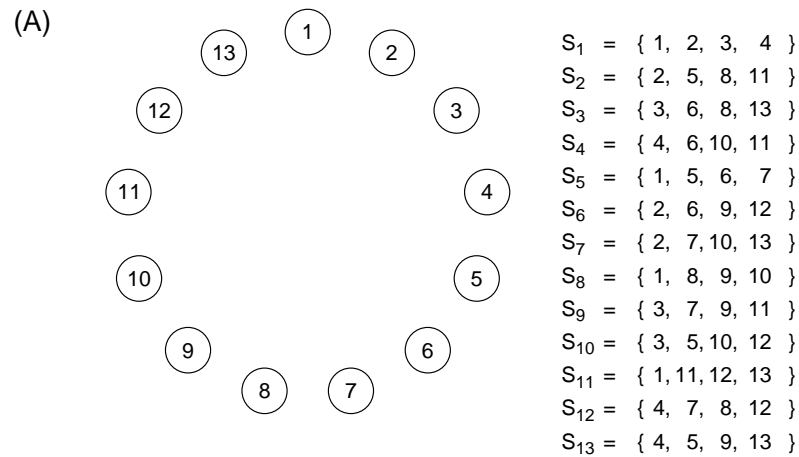 (A)
1
2
3
4
5
6
7
8
9
10
11
12
13
S1 = { 1, 2, 3, 4 }
S2 = { 2, 5, 8, 11 }
S3 = { 3, 6, 8, 13 }
S4 = { 4, 6, 10, 11 }
S5 = { 1, 5, 6, 7 }
S6 = { 2, 6, 9, 12 }
S7 = { 2, 7, 10, 13 }
S8 = { 1, 8, 9, 10 }
S9 = { 3, 7, 9, 11 }
S10 = { 3, 5, 10, 12 }
S11 = { 1, 11, 12, 13 }
S12 = { 4, 7, 8, 12 }
S13 = { 4, 5, 9, 13 }